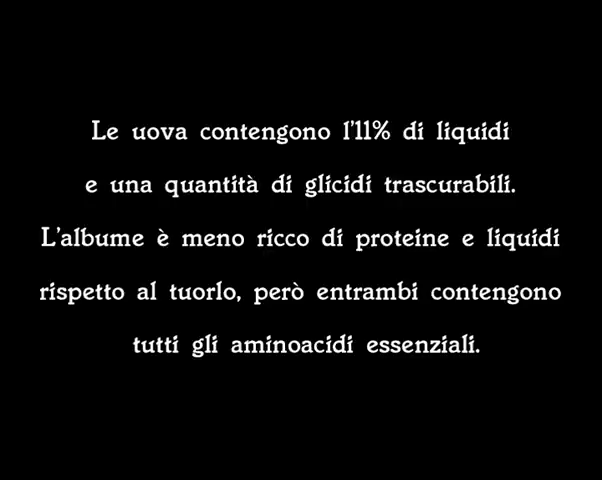 Le uova contengono l'11% di liquidi
e una quantità di glicidi trascurabili.
L'albume è meno ricco di proteine e liquidi
rispetto al tuorlo, però entrambi contengono
tutti gli aminoacidi essenziali.